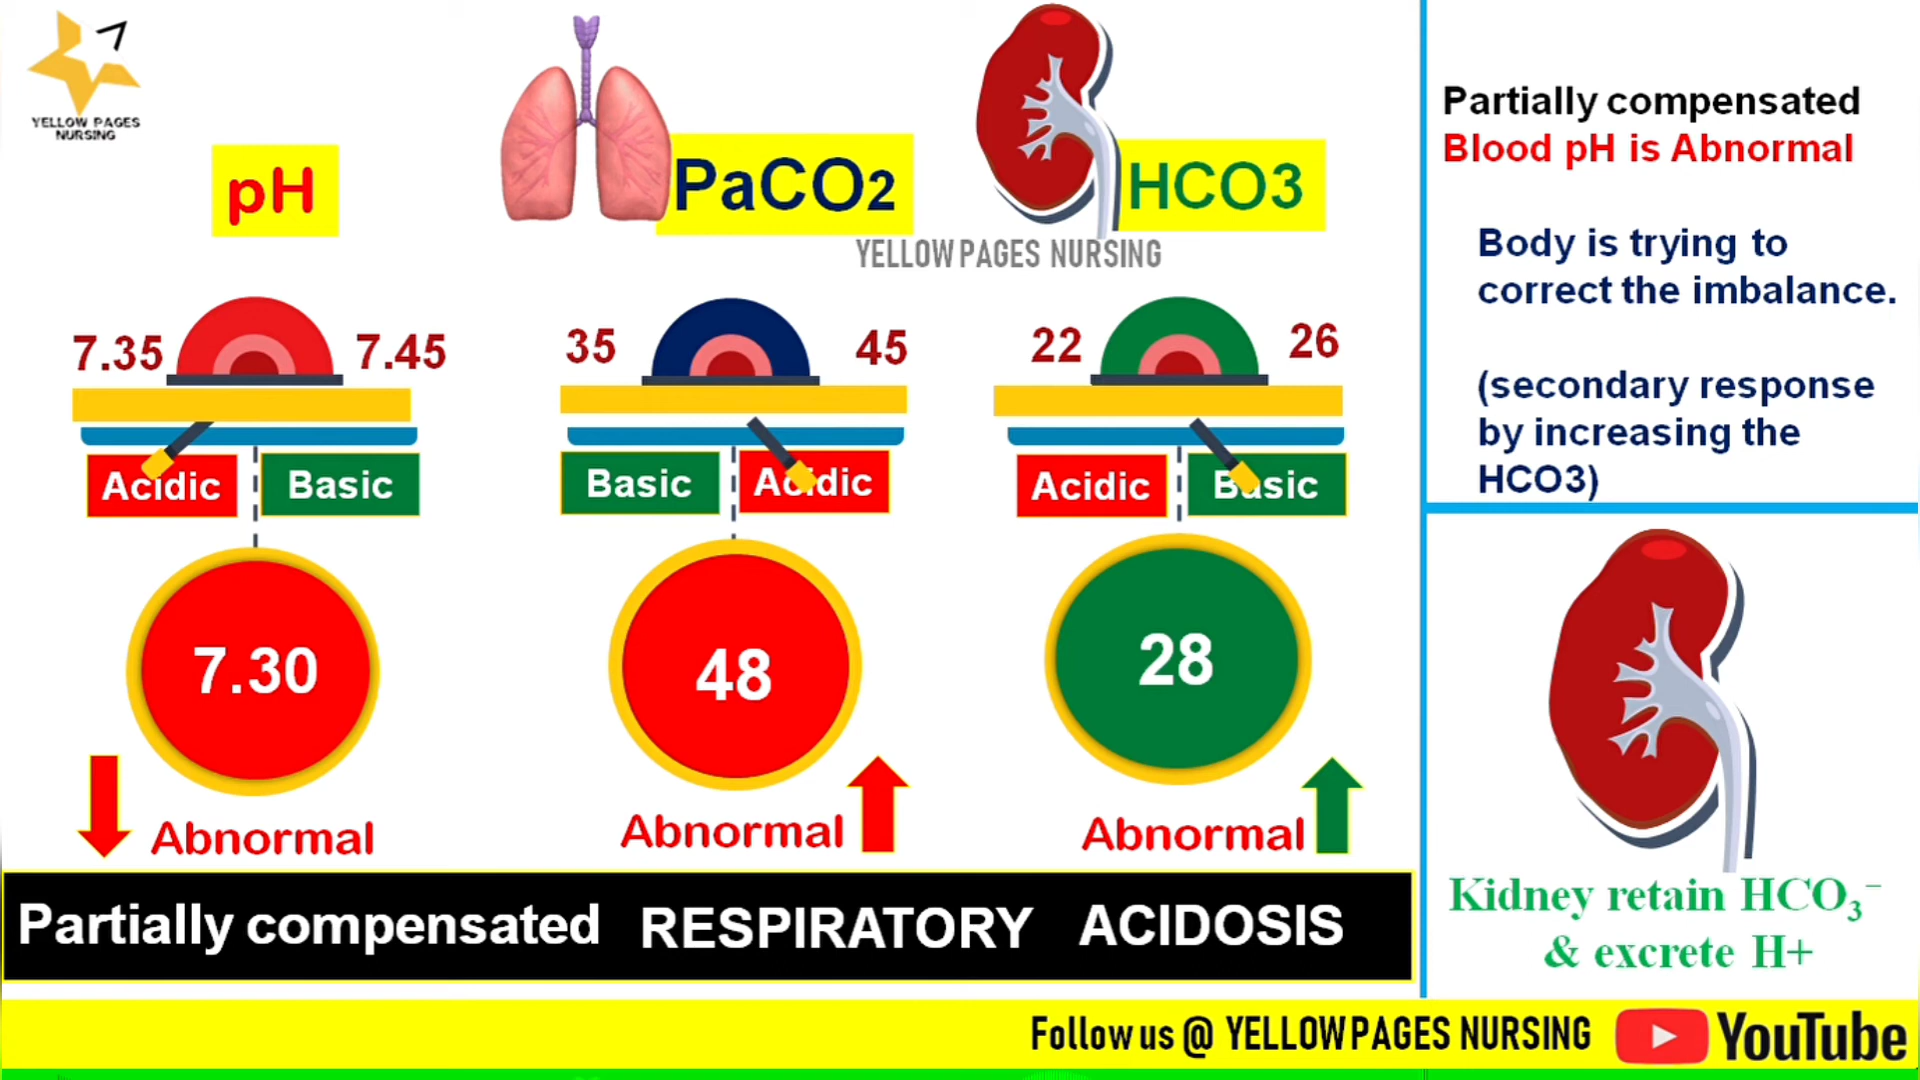 YELLOW PAGES
NURSING
pH
PaCO2
HCO3
YELLOW PAGES NURSING
7.35
7.45
35
45
22
26
Acidic
Basic
Basic
Acidic
Acidic
Basic
7.30
48
28
Abnormal
Abnormal
Abnormal
Partially compensated RESPIRATORY ACIDOSIS
Partially compensated
Blood pH is Abnormal
Body is trying to
correct the imbalance.
(secondary response
by increasing the
HCO3)
Kidney retain HCO₃⁻
& excrete H+
Follow us @ YELLOW PAGES NURSING
YouTube